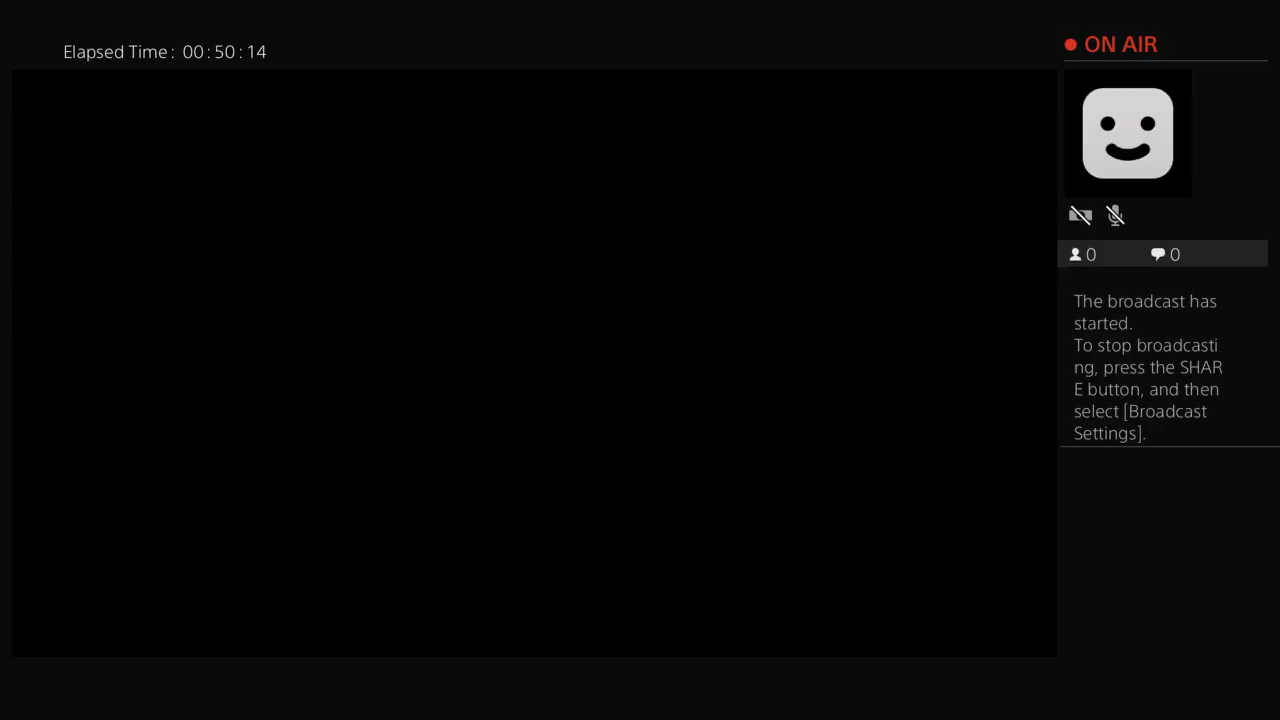 Elapsed Time: 00:50:14
ON AIR
0 0
The broadcast has
started.
To stop broadcasti
ng, press the SHAR
E button, and then
select [Broadcast
Settings].